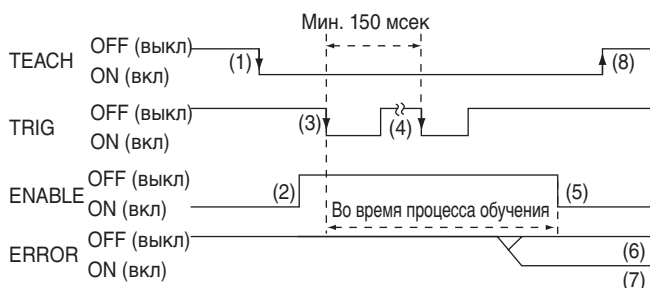 Мин. 150 мсек
TEACH OFF (выкл) (1) (8)
ON (вкл)
TRIG OFF (выкл) (3) (4)
ON (вкл)
ENABLE OFF (выкл) (2) (5)
ON (вкл)
Во время процесса обучения
ERROR OFF (выкл) (6)
ON (вкл) (7)